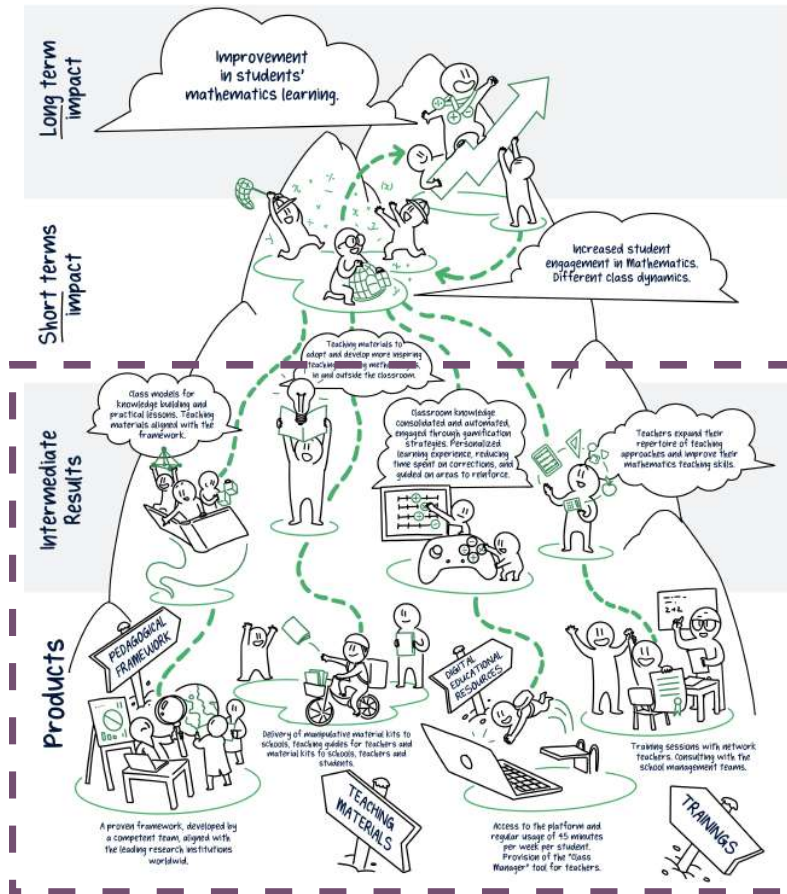 Long term
impact
Improvement
in students'
mathematics learning.
Short terms
impact
Increased student
engagement in Mathematics.
Different class dynamics.
Intermediate
Results
Class models for
knowledge building and
practical lessons. Teaching
materials aligned with the
framework.
Teaching materials to
adopt and develop more inspiring
teaching
in and outside the classroom.
Classroom knowledge
consolidated and automated,
engaged through gamification
strategies. Personalized
learning experience, reducing
time spent on corrections, and
guided on areas to reinforce.
Teachers expand their
repertoire of teaching
approaches and improve their
mathematics teaching skills.
Products
PEDAGOGICAL
FRAMEWORK
A proven framework, developed by
a competent team, aligned with
the leading research institutions
worldwid.
Delivery of manipulative material kits to
schools, teaching guides for teachers and
material kits to schools, teachers and
students.
TEACHING
MATERIALS
DIGITAL
EDUCATIONAL
RESOURCES
Access to the platform and
regular usage of 45 minutes
per week per student.
Provision of the "Class
Manager" tool for teachers.
2+2
Training sessions with network
teachers. Consulting with the
school management teams.
TRAININGS